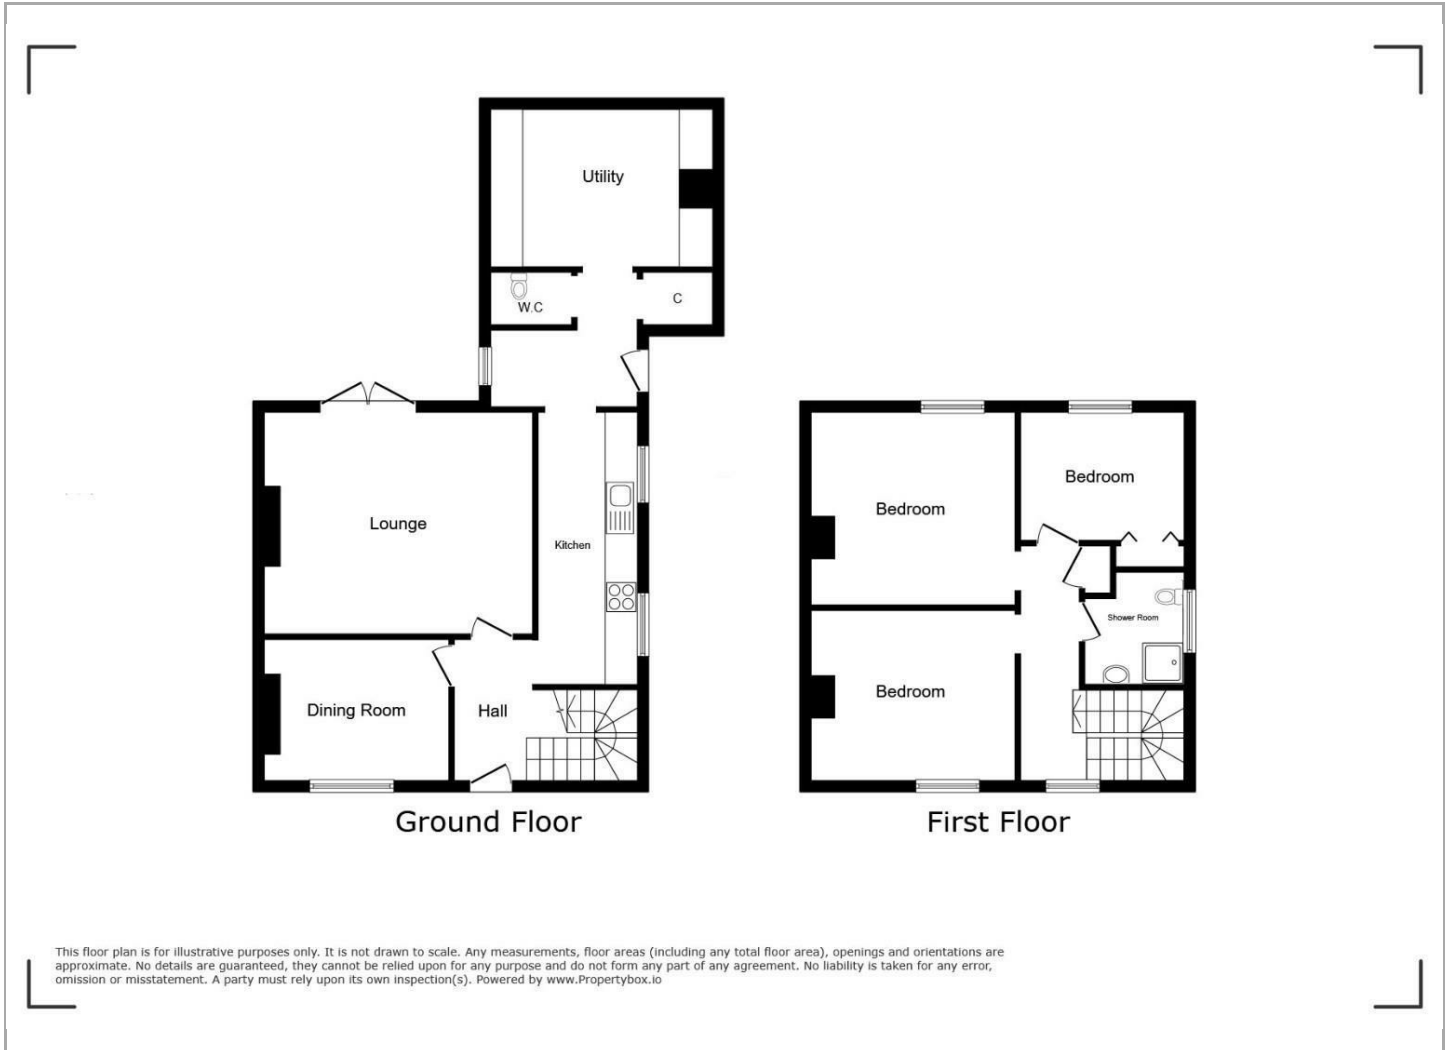 Utility
W.C
C
Lounge
Kitchen
Dining Room
Hall
Ground Floor
Bedroom
Bedroom
Shower Room
Bedroom
First Floor
This floor plan is for illustrative purposes only. It is not drawn to scale. Any measurements, floor areas (including any total floor area), openings and orientations are
approximate. No details are guaranteed, they cannot be relied upon for any purpose and do not form any part of any agreement. No liability is taken for any error,
omission or misstatement. A party must rely upon its own inspection(s). Powered by www.Propertybox.io